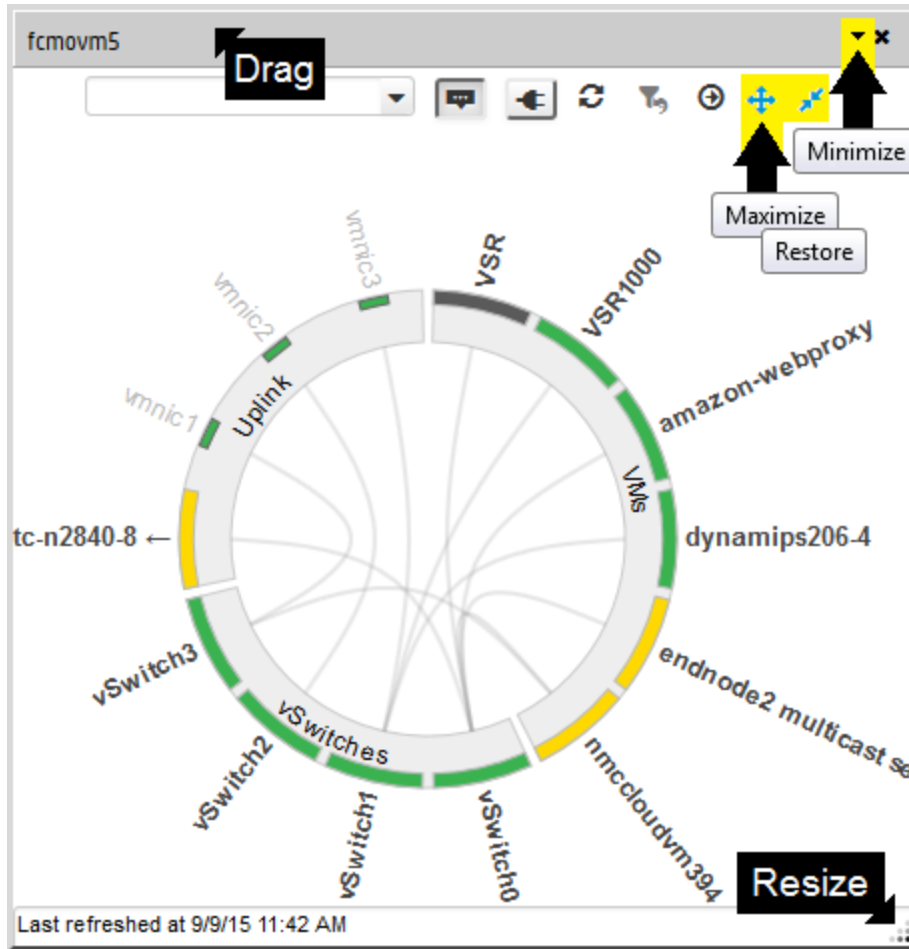 fcmovm5
Drag
Minimize
Maximize
Restore
vmnic3
VSR
vmnic2
VSR1000
vmnic1
amazon-webproxy
Uplink
VMs
tc-n2840-8 ←
dynamips206-4
vSwitch3
endnode2 multicast se
vSwitches
vSwitch2
vSwitch1
vSwitch0
nmccloudvm394
Resize
Last refreshed at 9/9/15 11:42 AM